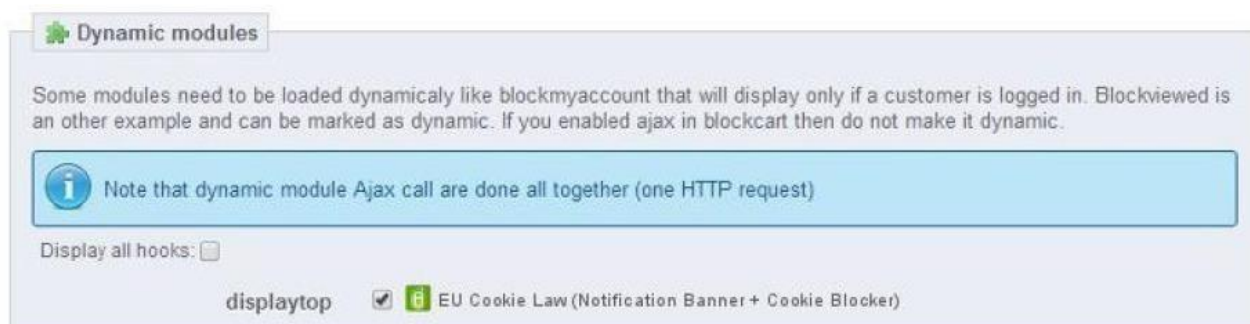 Dynamic modules
Some modules need to be loaded dynamicaly like blockmyaccount that will display only if a customer is logged in. Blockviewed is
an other example and can be marked as dynamic. If you enabled ajax in blockcart then do not make it dynamic.
Note that dynamic module Ajax call are done all together (one HTTP request)
Display all hooks:
displaytop EU Cookie Law (Notification Banner + Cookie Blocker)